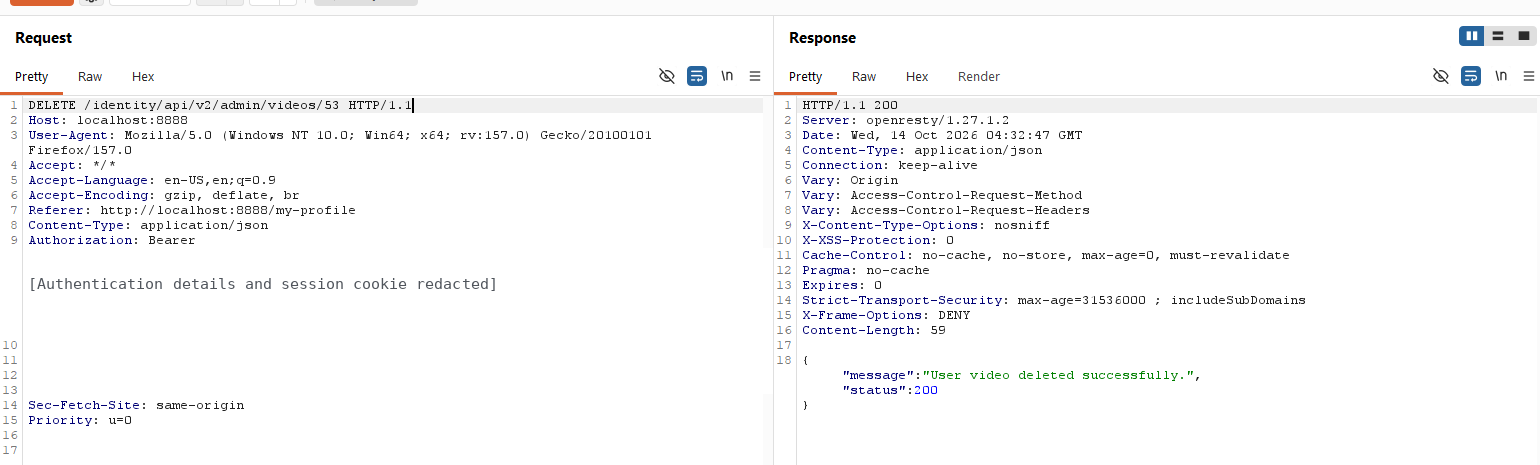 Request
Pretty Raw Hex \n
1 DELETE /identity/api/v2/admin/videos/53 HTTP/1.1
2 Host: localhost:8888
3 User-Agent: Mozilla/5.0 (Windows NT 10.0; Win64; x64; rv:157.0) Gecko/20100101
Firefox/157.0
4 Accept: */*
5 Accept-Language: en-US,en;q=0.9
6 Accept-Encoding: gzip, deflate, br
7 Referer: http://localhost:8888/my-profile
8 Content-Type: application/json
9 Authorization: Bearer
[Authentication details and session cookie redacted]
10
11
12
13
14 Sec-Fetch-Site: same-origin
15 Priority: u=0
16
17
Response
Pretty Raw Hex Render \n
1 HTTP/1.1 200
2 Server: openresty/1.27.1.2
3 Date: Wed, 14 Oct 2026 04:32:47 GMT
4 Content-Type: application/json
5 Connection: keep-alive
6 Vary: Origin
7 Vary: Access-Control-Request-Method
8 Vary: Access-Control-Request-Headers
9 X-Content-Type-Options: nosniff
10 X-XSS-Protection: 0
11 Cache-Control: no-cache, no-store, max-age=0, must-revalidate
12 Pragma: no-cache
13 Expires: 0
14 Strict-Transport-Security: max-age=31536000 ; includeSubDomains
15 X-Frame-Options: DENY
16 Content-Length: 59
17
18 {
"message":"User video deleted successfully.",
"status":200
}